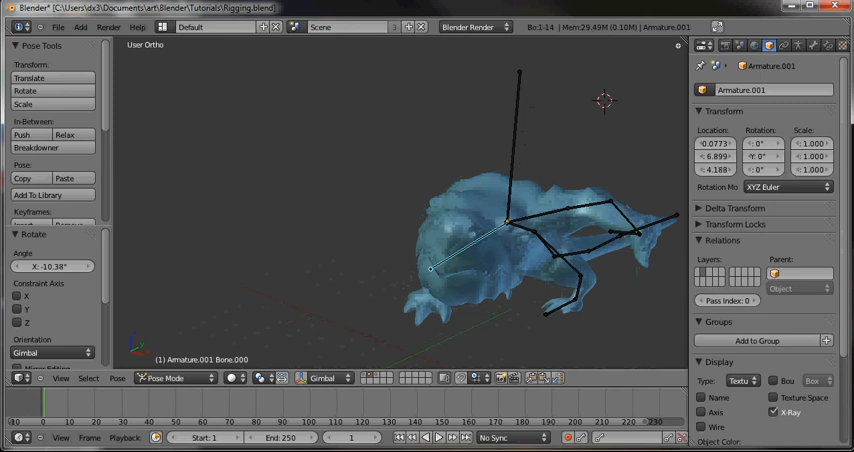 Blender* [C:\Users\dx3\Documents\art\Blender\Tutorials\Rigging.blend]
File Add Render Help Default Scene 3 Blender Render Bo:1-14 | Mem:29.49M (0.10M) | Armature.001
Pose Tools
Transform:
Translate
Rotate
Scale
In-Between:
Push Relax
Breakdowner
Pose:
Copy Paste
Add To Library
Keyframes:
Rotate
Angle
X: -10.38°
Constraint Axis
X
Y
Z
Orientation
Gimbal
User Ortho
(1) Armature.001 Bone.000
View Select Pose Pose Mode Gimbal
Armature.001
Armature.001
Transform
Location: Rotation: Scale:
0.0773 : 0° : 1.000
: 6.899 Y: 0° : 1.000
: 4.188 : 0° : 1.000
Rotation Mo XYZ Euler
Delta Transform
Transform Locks
Relations
Layers: Parent:
Object
Pass Index: 0
Groups
Add to Group
Display
Type: Textu Bou Box
Name Texture Space
Axis X-Ray
Wire
Object Color:
-10 0 10 20 30 40 50 60 70 80 90 100 110 120 130 140 150 160 170 180 190 200 210 220 230
View Frame Playback Start: 1 End: 250 1 No Sync